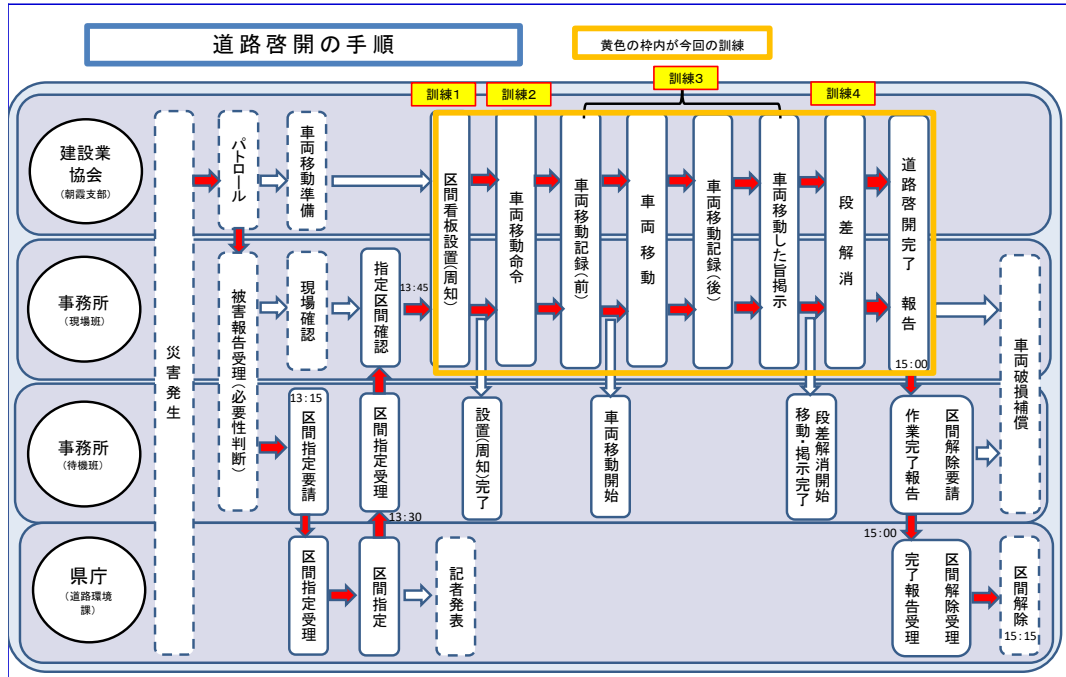 道路啓開の手順
黄色の枠内が今回の訓練
訓練1
訓練2
訓練3
訓練4
建設業
協会
(朝霞支部)
パトロール
車両移動準備
区間看板設置(周知)
車両移動命令
車両移動記録(前)
車両移動
車両移動記録(後)
車両移動した旨掲示
段差解消
道路啓開完了 報告
15:00
災害発生
事務所
(現場班)
被害報告受理(必要性判断)
現場確認
指定区間確認
13:45
車両破損補償
事務所
(待機班)
13:15
区間指定要請
区間指定受理
13:30
設置(周知)完了
車両移動開始
段差解消開始
移動・掲示完了
区間解除要請
作業完了報告
15:00
県庁
(道路環境
課)
区間指定受理
区間指定
記者発表
区間解除受理
完了報告受理
区間解除
15:15